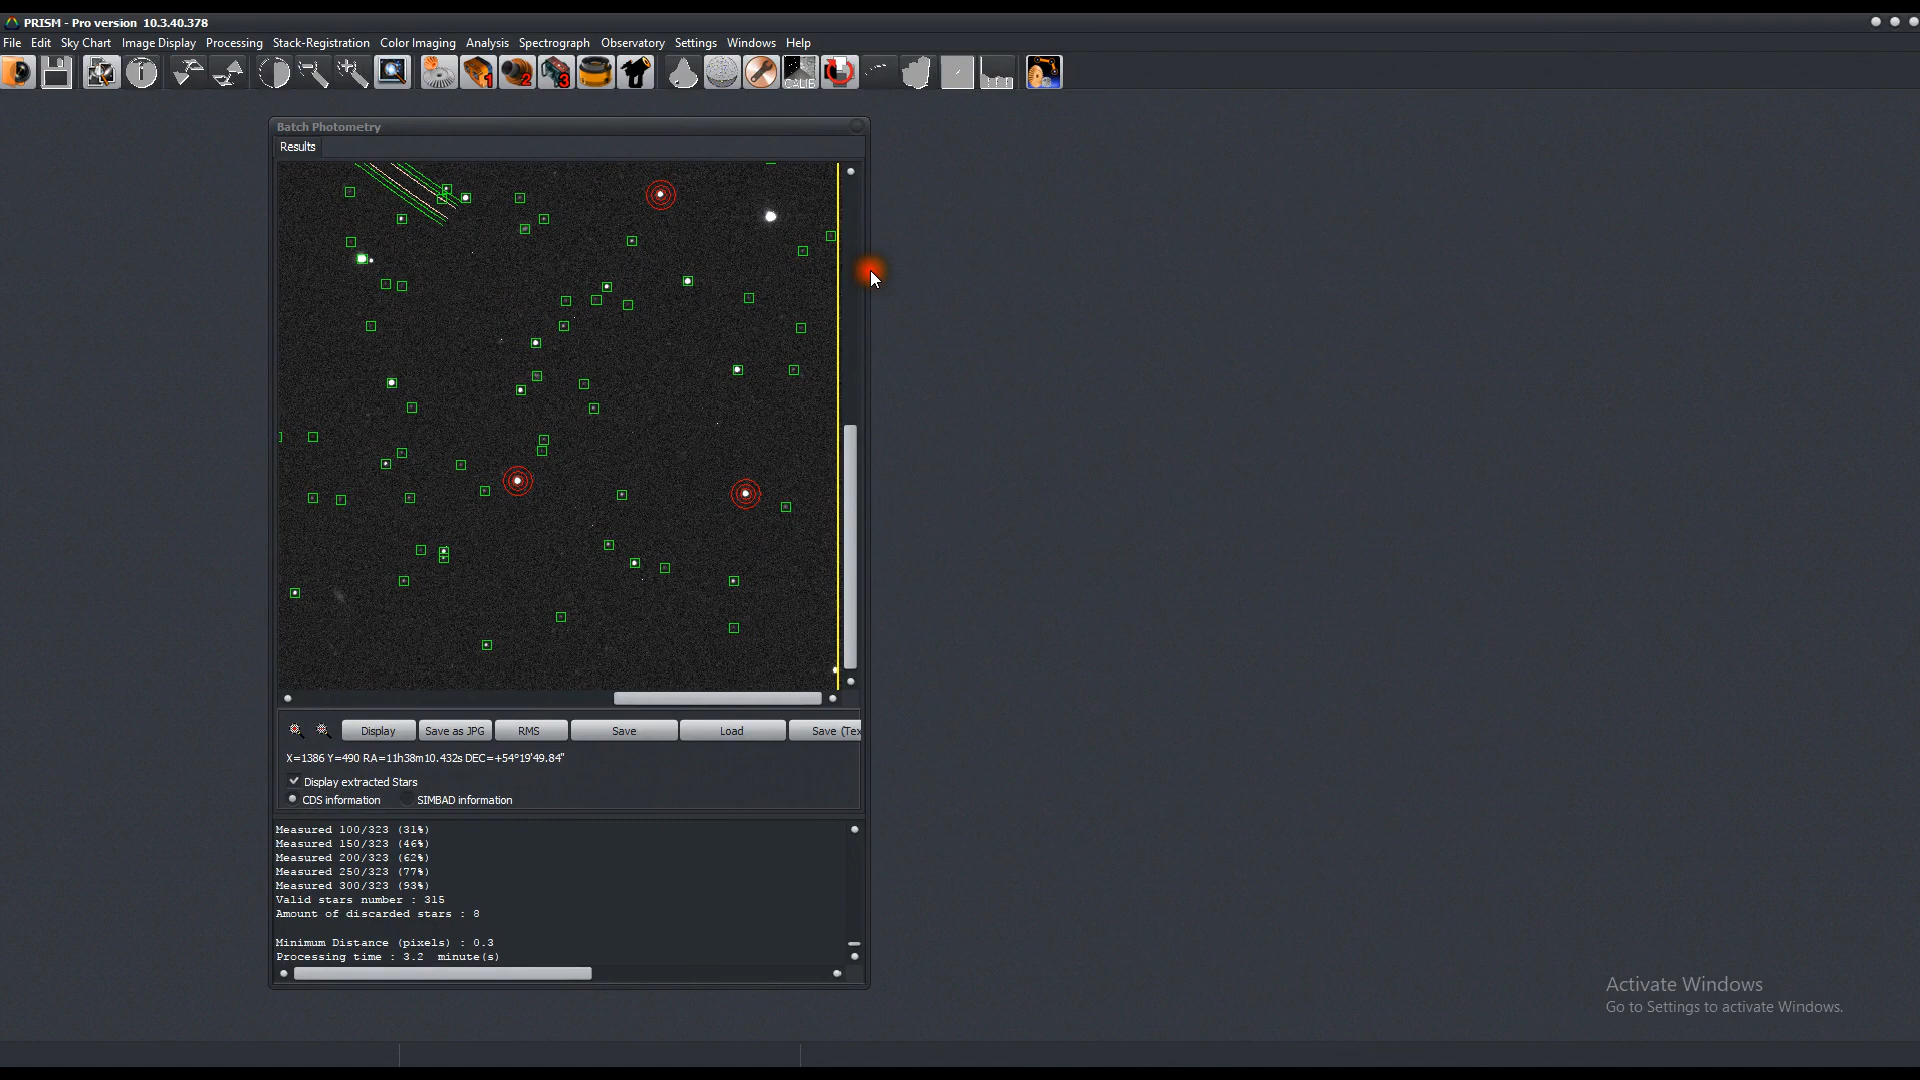 PRISM - Pro version 10.3.40.378
File Edit Sky Chart Image Display Processing Stack-Registration Color Imaging Analysis Spectrograph Observatory Settings Windows Help
1 2 3 CALIB
Batch Photometry
Results
Display Save as JPG RMS Save Load Save (Tex
X=1386 Y=490 RA=11h38m10.432s DEC=+54°19'49.84"
Display extracted Stars
CDS information SIMBAD information
Measured 100/323 (31%)
Measured 150/323 (46%)
Measured 200/323 (62%)
Measured 250/323 (77%)
Measured 300/323 (93%)
Valid stars number : 315
Amount of discarded stars : 8
Minimum Distance (pixels) : 0.3
Processing time : 3.2 minute(s)
Activate Windows
Go to Settings to activate Windows.